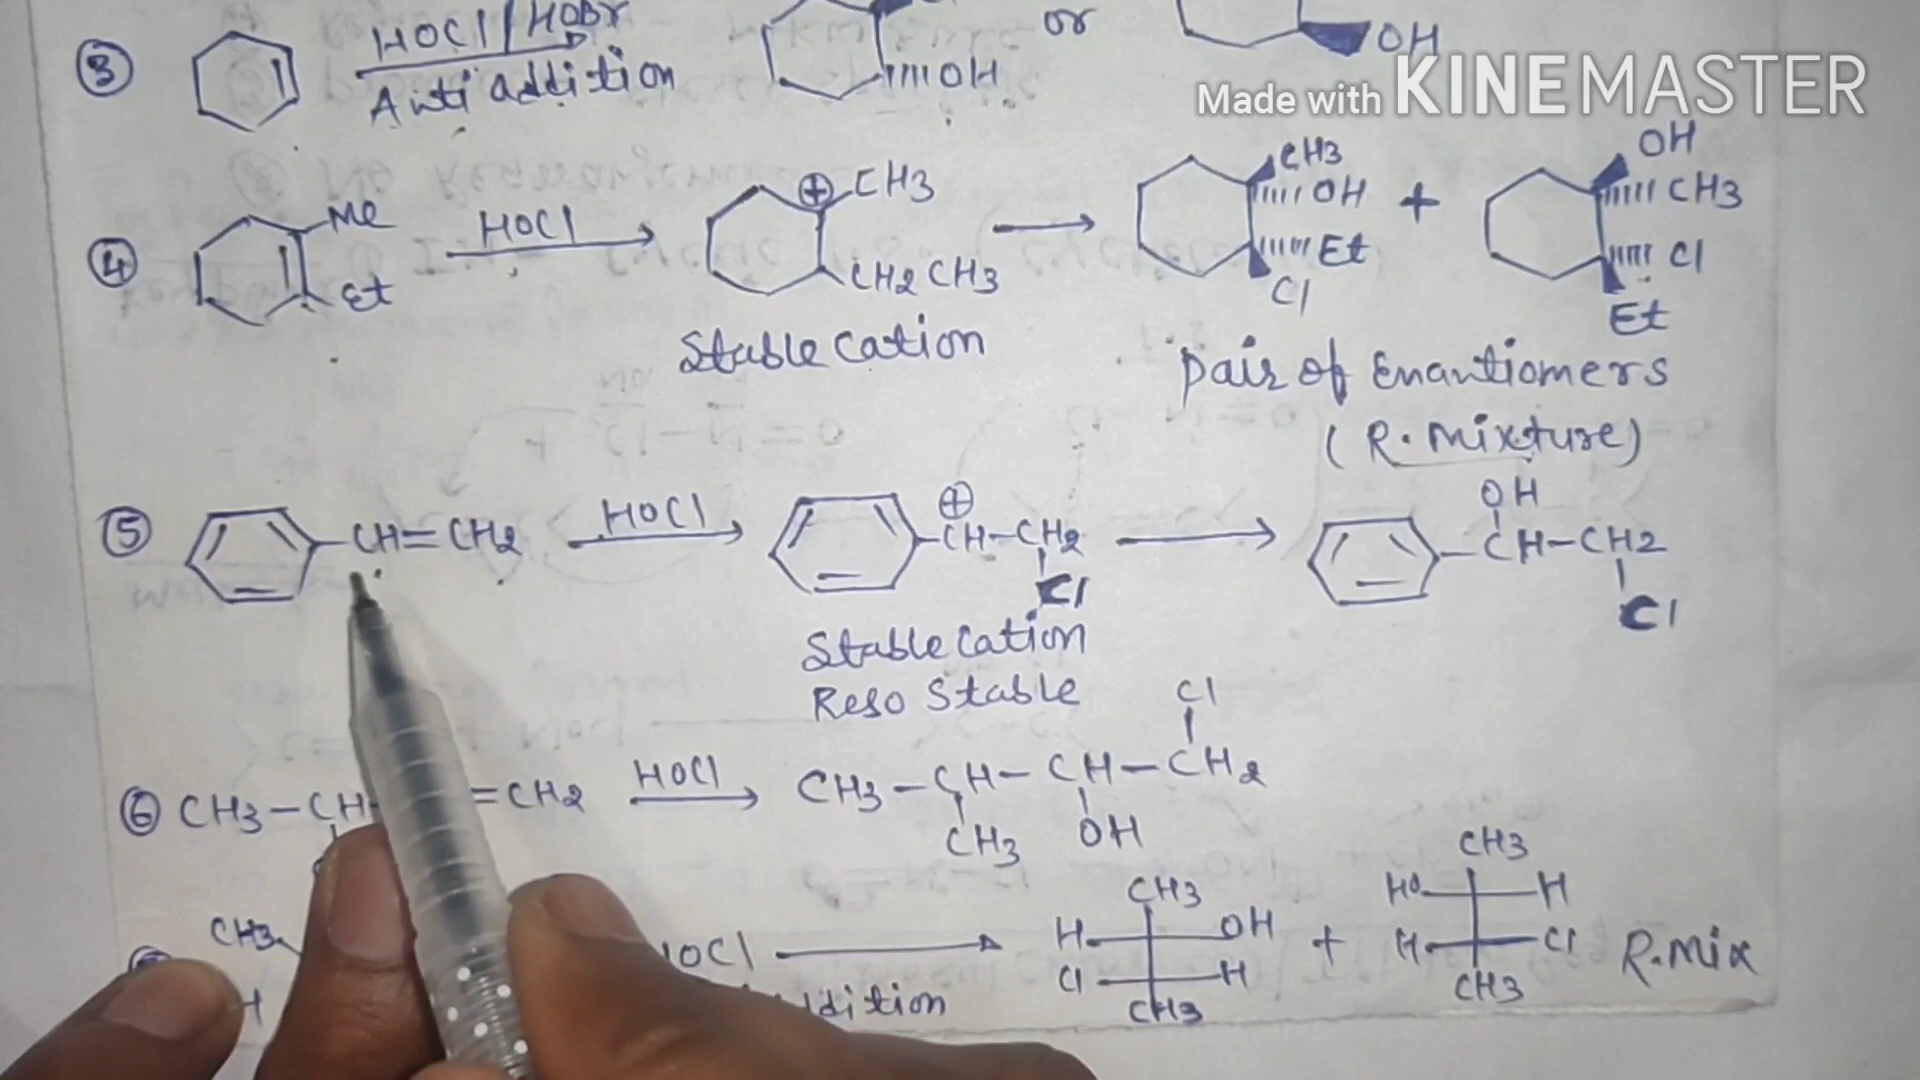 ③ HOCl/HOBr or OH
Anti addition OH
Made with KINEMASTER
④ Me Et HOCl ⊕ CH3 CH2CH3 CH3 OH Et Cl + OH CH3 Cl Et
Stable Cation
Pair of Enantiomers
(R. Mixture)
⑤ CH=CH2 HOCl ⊕ CH-CH2 Cl OH CH-CH2 Cl
Stable Cation
Reso Stable
⑥ CH3-CH =CH2 HOCl CH3-CH-CH-CH2 Cl
CH3 OH
CH3 HOCl CH3 H OH Cl H CH3 + CH3 HO H H Cl CH3 R.Mix
H ddition